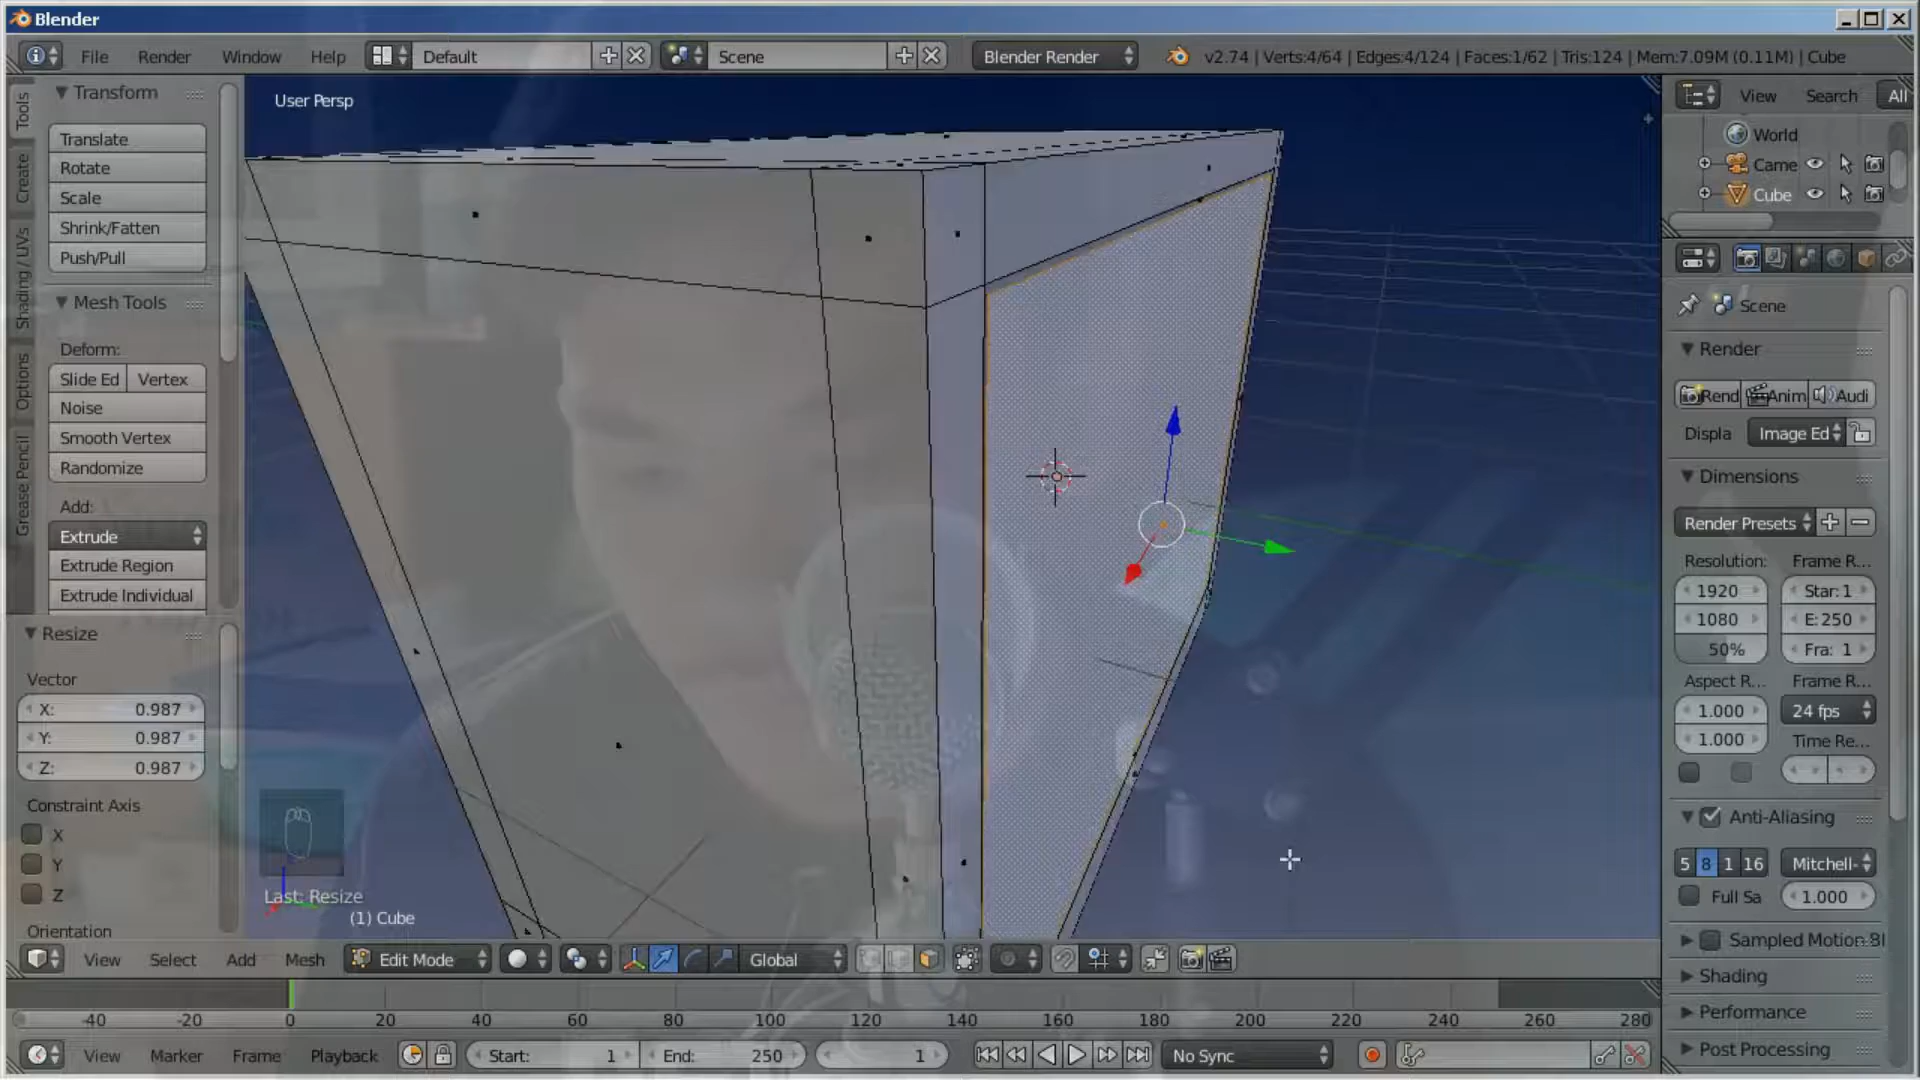 Blender
File Render Window Help Default Scene Blender Render v2.74 | Verts:4/64 | Edges:4/124 | Faces:1/62 | Tris:124 | Mem:7.09M (0.11M) | Cube
Tools
Create
Shading / UVs
Options
Grease Pencil
Transform
Translate
Rotate
Scale
Shrink/Fatten
Push/Pull
Mesh Tools
Deform:
Slide Ed Vertex
Noise
Smooth Vertex
Randomize
Add:
Extrude
Extrude Region
Extrude Individual
Resize
Vector
X: 0.987
Y: 0.987
Z: 0.987
Constraint Axis
X
Y
Z
Orientation
User Persp
Last: Resize
(1) Cube
View Select Add Mesh Edit Mode Global
-40 -20 0 20 40 60 80 100 120 140 160 180 200 220 240 260 280
View Marker Frame Playback Start: 1 End: 250 1 No Sync
View Search All
World
Came
Cube
Scene
Render
Rend Anim Audi
Displa Image Ed
Dimensions
Render Presets
Resolution: Frame R...
1920 Star: 1
1080 E: 250
50% Fra: 1
Aspect R... Frame R...
1.000 24 fps
1.000 Time Re...
Anti-Aliasing
5 8 1 16 Mitchell-
Full Sa 1.000
Sampled Motion Bl
Shading
Performance
Post Processing